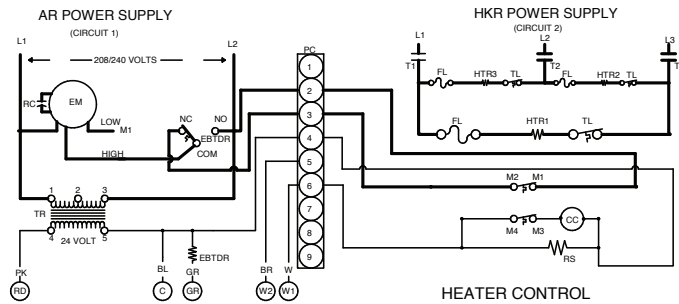 AR POWER SUPPLY
(CIRCUIT 1)
HKR POWER SUPPLY
(CIRCUIT 2)
L1
L2
208/240 VOLTS
PC
L1
L2
L3
T1
T2
T
FL
HTR3
TL
FL
HTR2
TL
RC
EM
LOW
M1
HIGH
NC
NO
EBTDR
COM
1
2
3
4
5
6
7
8
9
FL
HTR1
TL
M2
M1
M4
M3
CC
RS
1
2
3
TR
4
24 VOLT
5
PK
BL
EBTDR
GR
BR
W
RD
C
GR
W2
W1
HEATER CONTROL